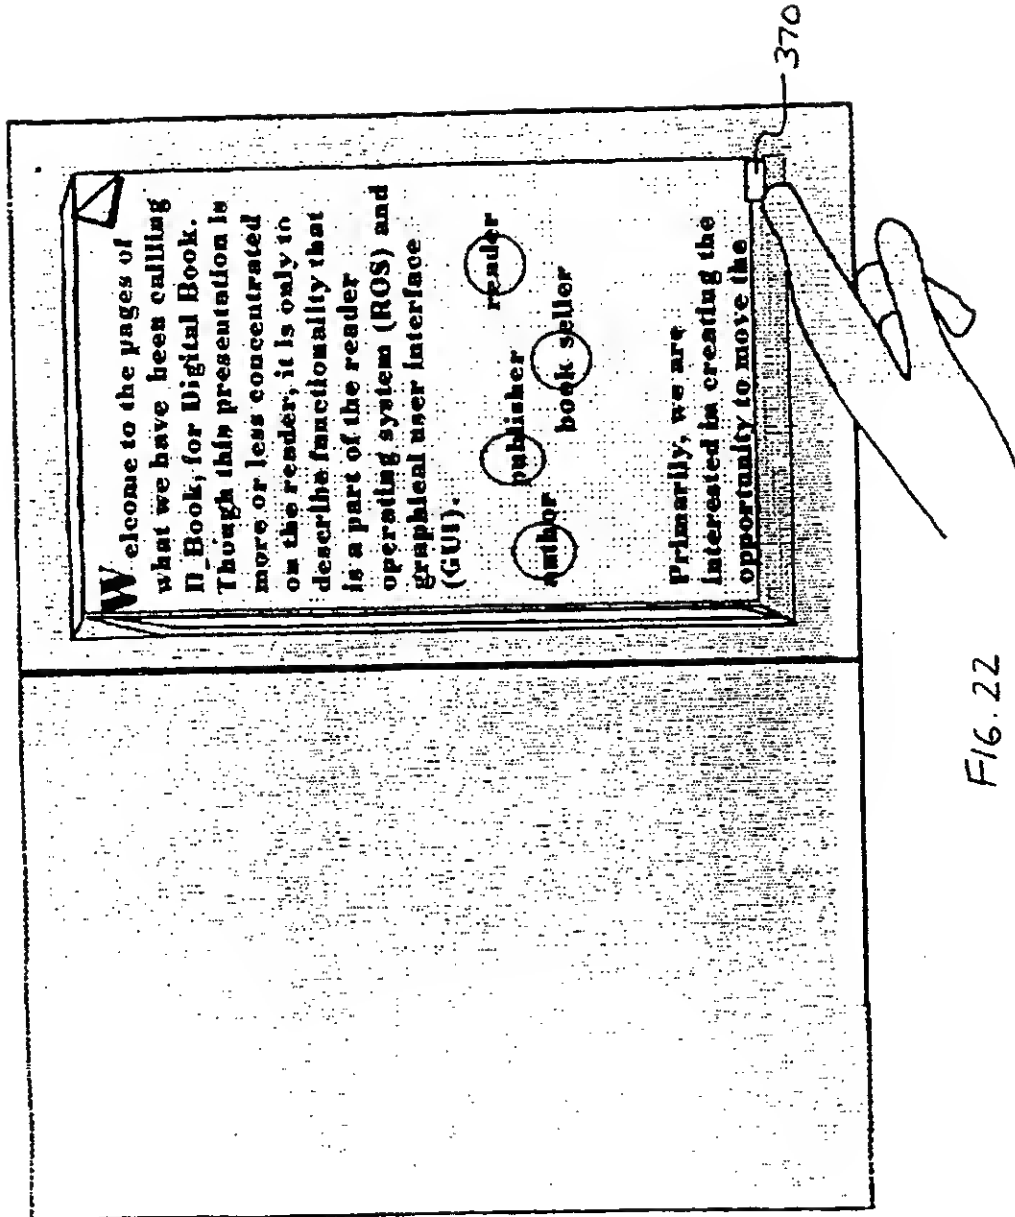 Welcome to the pages of
what we have been calling
D_Book, for Digital Book.
Though this presentation is
more or less concentrated
on the reader, it is only to
describe functionality that
is a part of the reader
operating system (ROS) and
graphical user interface
(GUI).
author publisher book seller reader
Primarily, we are
interested in creating the
opportunity to move the
370
FIG. 22